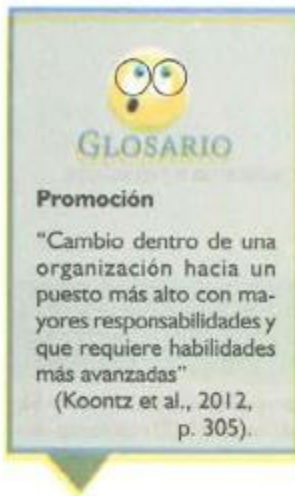 GLOSARIO
Promoción
"Cambio dentro de una
organización hacia un
puesto más alto con ma-
yores responsabilidades y
que requiere habilidades
más avanzadas"
(Koontz et al., 2012,
p. 305).